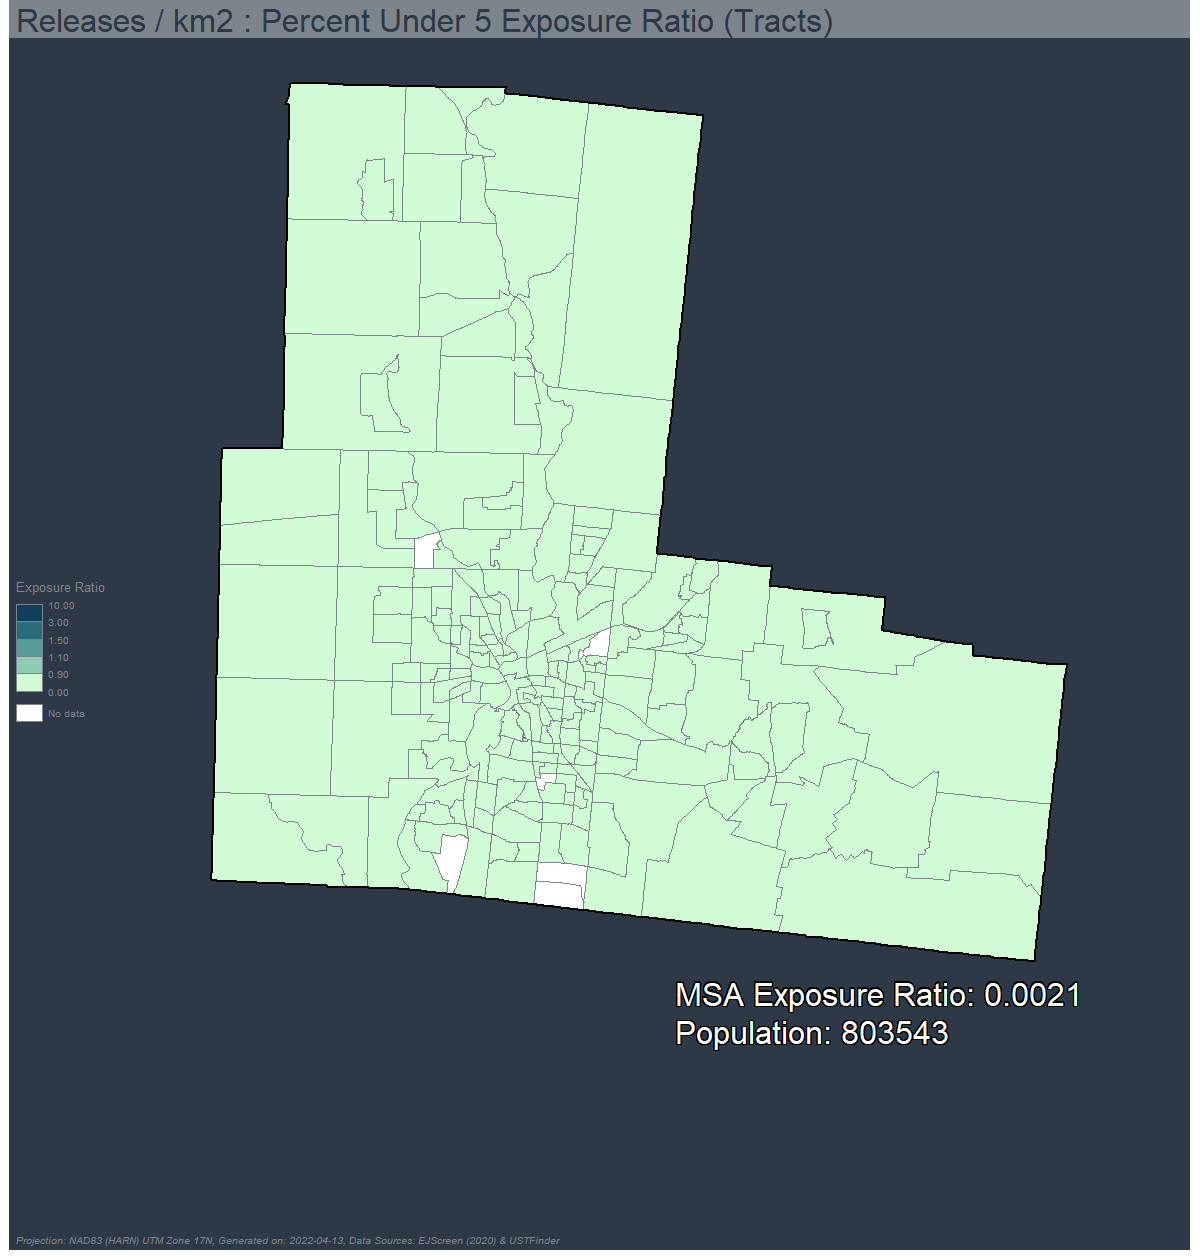 Releases / km2 : Percent Under 5 Exposure Ratio (Tracts)
Exposure Ratio
10.00
3.00
1.50
1.10
0.90
0.00
No data
MSA Exposure Ratio: 0.0021
Population: 803543
Projection: NAD83 (HARN) UTM Zone 17N, Generated on: 2022-04-13, Data Sources: EJScreen (2020) & USTFinder